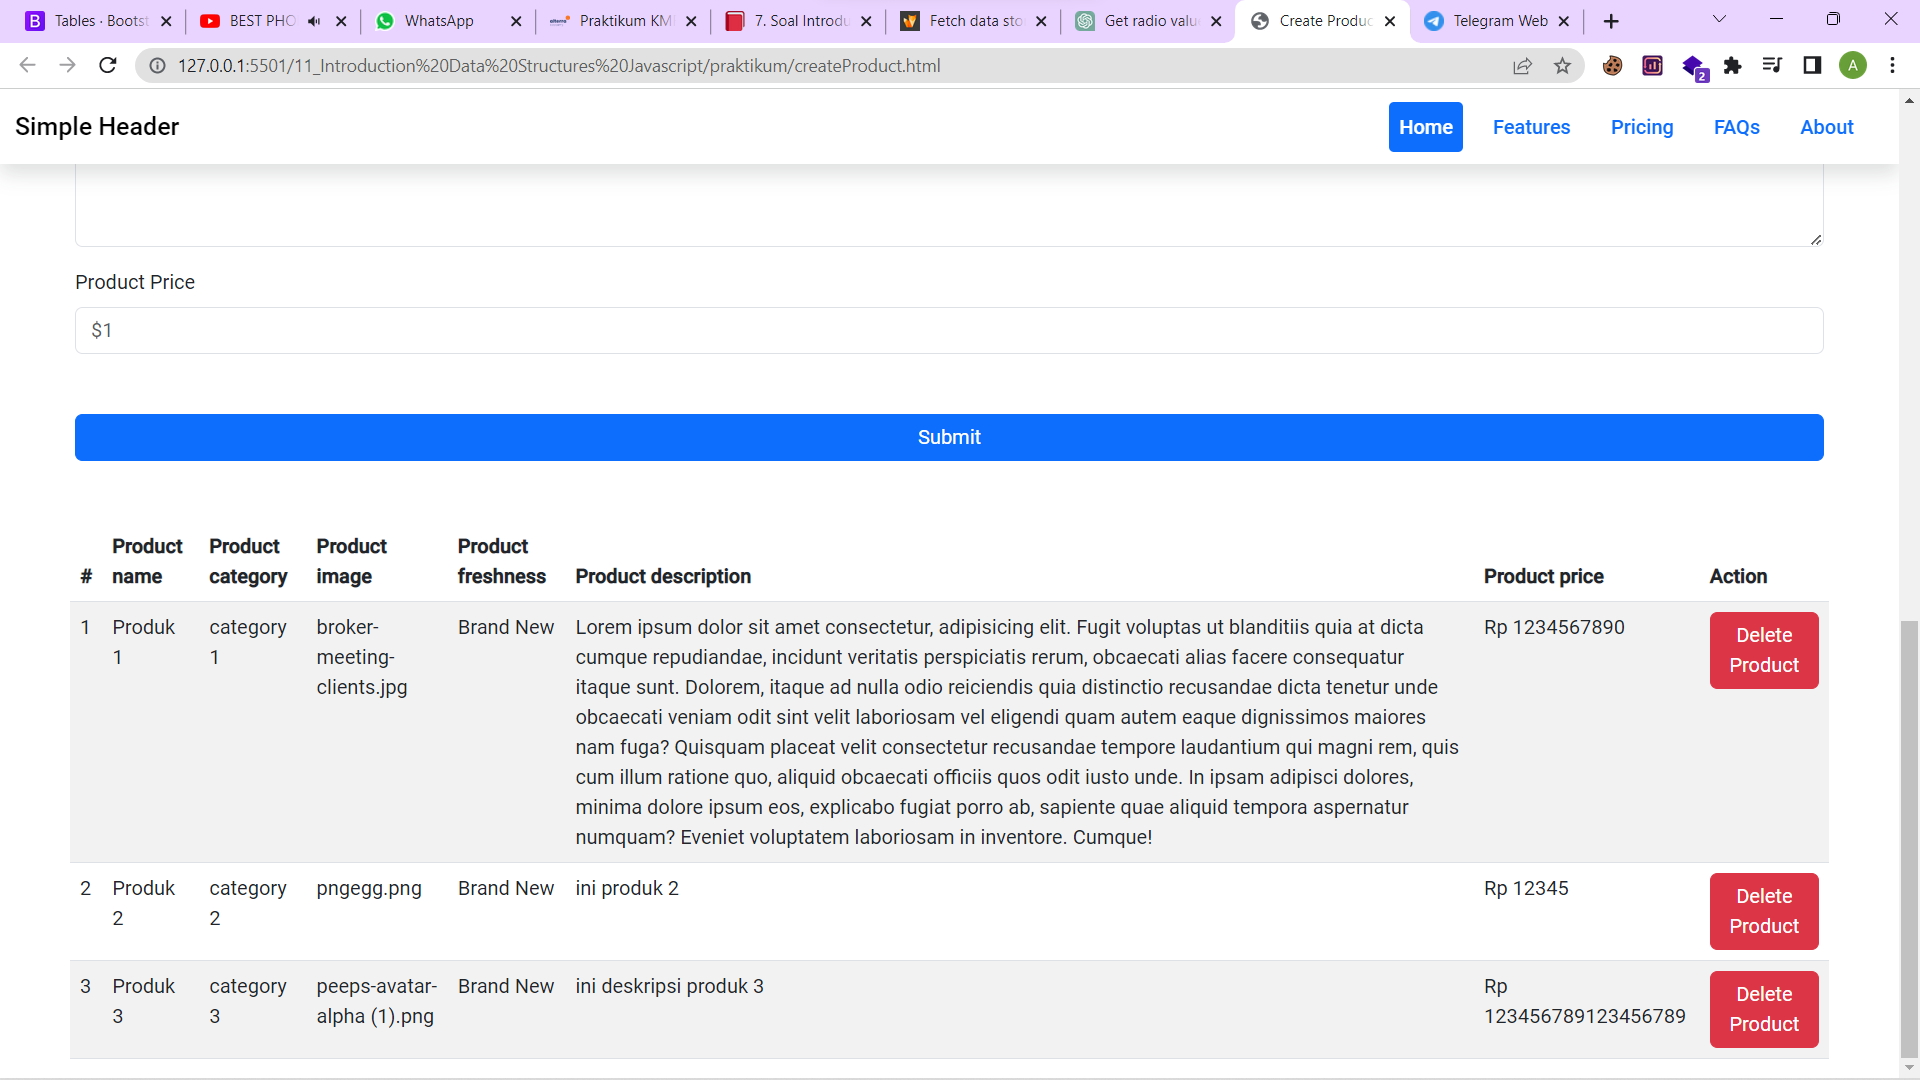 Tables · Bootst
BEST PHO
WhatsApp
Praktikum KM
7. Soal Introdu
Fetch data sto
Get radio valu
Create Produc
Telegram Web
127.0.0.1:5501/11_Introduction%20Data%20Structures%20Javascript/praktikum/createProduct.html
2
A
Simple Header
Home
Features
Pricing
FAQs
About
Product Price
$1
Submit
# Product name Product category Product image Product freshness Product description Product price Action
1
Produk
1
category
1
broker-
meeting-
clients.jpg
Brand New
Lorem ipsum dolor sit amet consectetur, adipisicing elit. Fugit voluptas ut blanditiis quia at dicta
cumque repudiandae, incidunt veritatis perspiciatis rerum, obcaecati alias facere consequatur
itaque sunt. Dolorem, itaque ad nulla odio reiciendis quia distinctio recusandae dicta tenetur unde
obcaecati veniam odit sint velit laboriosam vel eligendi quam autem eaque dignissimos maiores
nam fuga? Quisquam placeat velit consectetur recusandae tempore laudantium qui magni rem, quis
cum illum ratione quo, aliquid obcaecati officiis quos odit iusto unde. In ipsam adipisci dolores,
minima dolore ipsum eos, explicabo fugiat porro ab, sapiente quae aliquid tempora aspernatur
numquam? Eveniet voluptatem laboriosam in inventore. Cumque!
Rp 1234567890
Delete
Product
2
Produk
2
category
2
pngegg.png
Brand New
ini produk 2
Rp 12345
Delete
Product
3
Produk
3
category
3
peeps-avatar-
alpha (1).png
Brand New
ini deskripsi produk 3
Rp
123456789123456789
Delete
Product